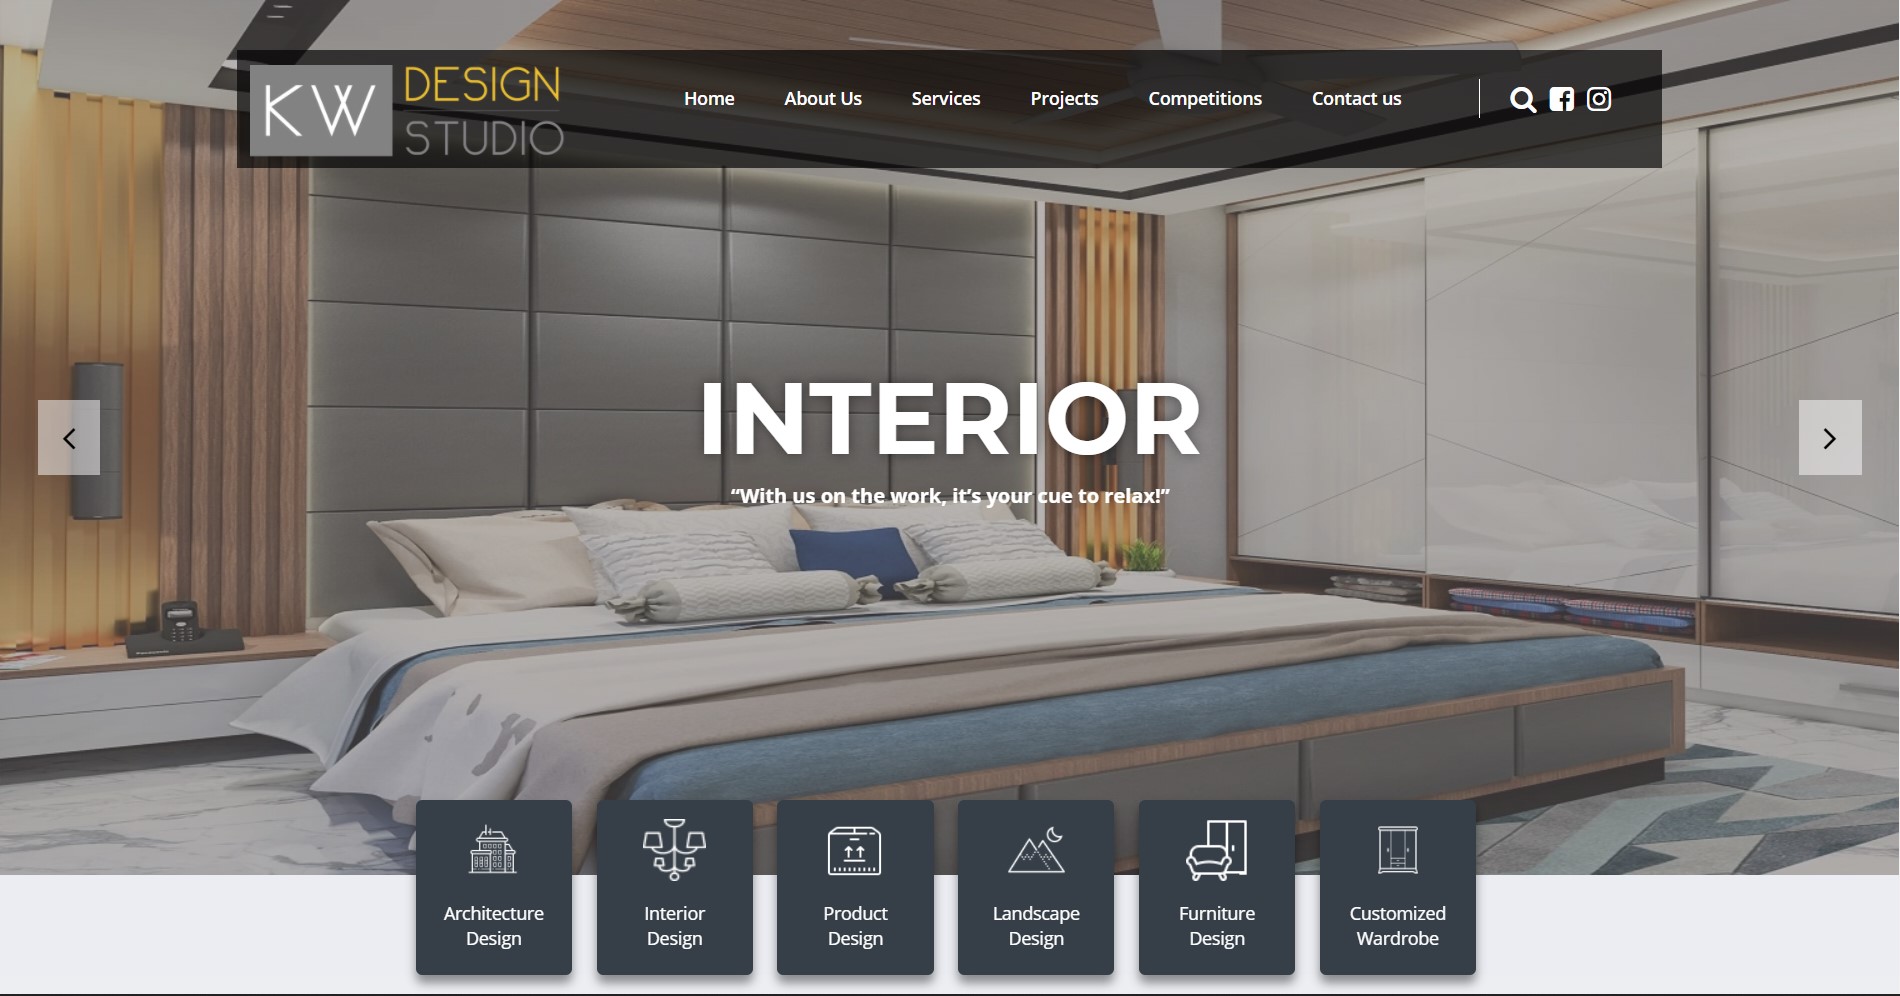 KW
DESIGN
STUDIO
Home
About Us
Services
Projects
Competitions
Contact us
INTERIOR
“With us on the work, it’s your cue to relax!”
Architecture
Design
Interior
Design
Product
Design
Landscape
Design
Furniture
Design
Customized
Wardrobe